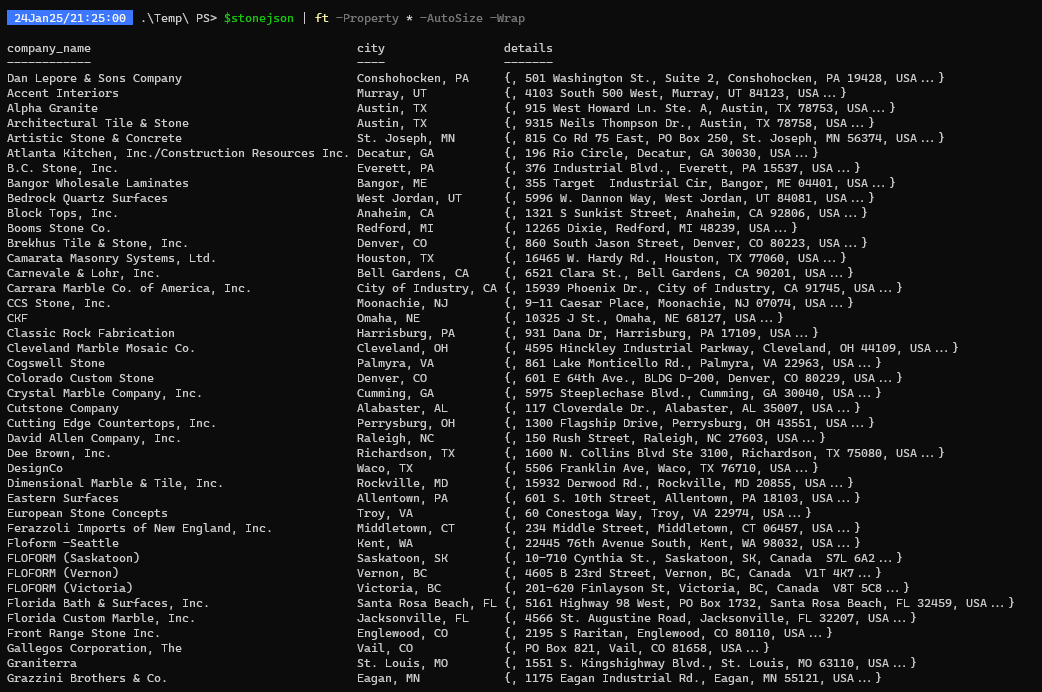 24Jan25/21:25:00 .\Temp\ PS> $stonejson | ft -Property * -AutoSize -Wrap
company_name city details
------------ ---- -------
Dan Lepore & Sons Company Conshohocken, PA {, 501 Washington St., Suite 2, Conshohocken, PA 19428, USA...}
Accent Interiors Murray, UT {, 4103 South 500 West, Murray, UT 84123, USA...}
Alpha Granite Austin, TX {, 915 West Howard Ln. Ste. A, Austin, TX 78753, USA...}
Architectural Tile & Stone Austin, TX {, 9315 Neils Thompson Dr., Austin, TX 78758, USA...}
Artistic Stone & Concrete St. Joseph, MN {, 815 Co Rd 75 East, PO Box 250, St. Joseph, MN 56374, USA...}
Atlanta Kitchen, Inc./Construction Resources Inc. Decatur, GA {, 196 Rio Circle, Decatur, GA 30030, USA...}
B.C. Stone, Inc. Everett, PA {, 376 Industrial Blvd., Everett, PA 15537, USA...}
Bangor Wholesale Laminates Bangor, ME {, 355 Target  Industrial Cir, Bangor, ME 04401, USA...}
Bedrock Quartz Surfaces West Jordan, UT {, 5996 W. Dannon Way, West Jordan, UT 84081, USA...}
Block Tops, Inc. Anaheim, CA {, 1321 S Sunkist Street, Anaheim, CA 92806, USA...}
Booms Stone Co. Redford, MI {, 12265 Dixie, Redford, MI 48239, USA...}
Brekhus Tile & Stone, Inc. Denver, CO {, 860 South Jason Street, Denver, CO 80223, USA...}
Camarata Masonry Systems, Ltd. Houston, TX {, 16465 W. Hardy Rd., Houston, TX 77060, USA...}
Carnevale & Lohr, Inc. Bell Gardens, CA {, 6521 Clara St., Bell Gardens, CA 90201, USA...}
Carrara Marble Co. of America, Inc. City of Industry, CA {, 15939 Phoenix Dr., City of Industry, CA 91745, USA...}
CCS Stone, Inc. Moonachie, NJ {, 9-11 Caesar Place, Moonachie, NJ 07074, USA...}
CKF Omaha, NE {, 10325 J St., Omaha, NE 68127, USA...}
Classic Rock Fabrication Harrisburg, PA {, 931 Dana Dr, Harrisburg, PA 17109, USA...}
Cleveland Marble Mosaic Co. Cleveland, OH {, 4595 Hinckley Industrial Parkway, Cleveland, OH 44109, USA...}
Cogswell Stone Palmyra, VA {, 861 Lake Monticello Rd., Palmyra, VA 22963, USA...}
Colorado Custom Stone Denver, CO {, 601 E 64th Ave., BLDG D-200, Denver, CO 80229, USA...}
Crystal Marble Company, Inc. Cumming, GA {, 5975 Steeplechase Blvd., Cumming, GA 30040, USA...}
Cutstone Company Alabaster, AL {, 117 Cloverdale Dr., Alabaster, AL 35007, USA...}
Cutting Edge Countertops, Inc. Perrysburg, OH {, 1300 Flagship Drive, Perrysburg, OH 43551, USA...}
David Allen Company, Inc. Raleigh, NC {, 150 Rush Street, Raleigh, NC 27603, USA...}
Dee Brown, Inc. Richardson, TX {, 1600 N. Collins Blvd Ste 3100, Richardson, TX 75080, USA...}
DesignCo Waco, TX {, 5506 Franklin Ave, Waco, TX 76710, USA...}
Dimensional Marble & Tile, Inc. Rockville, MD {, 15932 Derwood Rd., Rockville, MD 20855, USA...}
Eastern Surfaces Allentown, PA {, 601 S. 10th Street, Allentown, PA 18103, USA...}
European Stone Concepts Troy, VA {, 60 Conestoga Way, Troy, VA 22974, USA...}
Ferazzoli Imports of New England, Inc. Middletown, CT {, 234 Middle Street, Middletown, CT 06457, USA...}
Floform -Seattle Kent, WA {, 22445 76th Avenue South, Kent, WA 98032, USA...}
FLOFORM (Saskatoon) Saskatoon, SK {, 10-710 Cynthia St., Saskatoon, SK, Canada  S7L 6A2...}
FLOFORM (Vernon) Vernon, BC {, 4605 B 23rd Street, Vernon, BC, Canada  V1T 4K7...}
FLOFORM (Victoria) Victoria, BC {, 201-620 Finlayson St, Victoria, BC, Canada  V8T 5C8...}
Florida Bath & Surfaces, Inc. Santa Rosa Beach, FL {, 5161 Highway 98 West, PO Box 1732, Santa Rosa Beach, FL 32459, USA...}
Florida Custom Marble, Inc. Jacksonville, FL {, 4566 St. Augustine Road, Jacksonville, FL 32207, USA...}
Front Range Stone Inc. Englewood, CO {, 2195 S Raritan, Englewood, CO 80110, USA...}
Gallegos Corporation, The Vail, CO {, PO Box 821, Vail, CO 81658, USA...}
Graniterra St. Louis, MO {, 1551 S. Kingshighway Blvd., St. Louis, MO 63110, USA...}
Grazzini Brothers & Co. Eagan, MN {, 1175 Eagan Industrial Rd., Eagan, MN 55121, USA...}